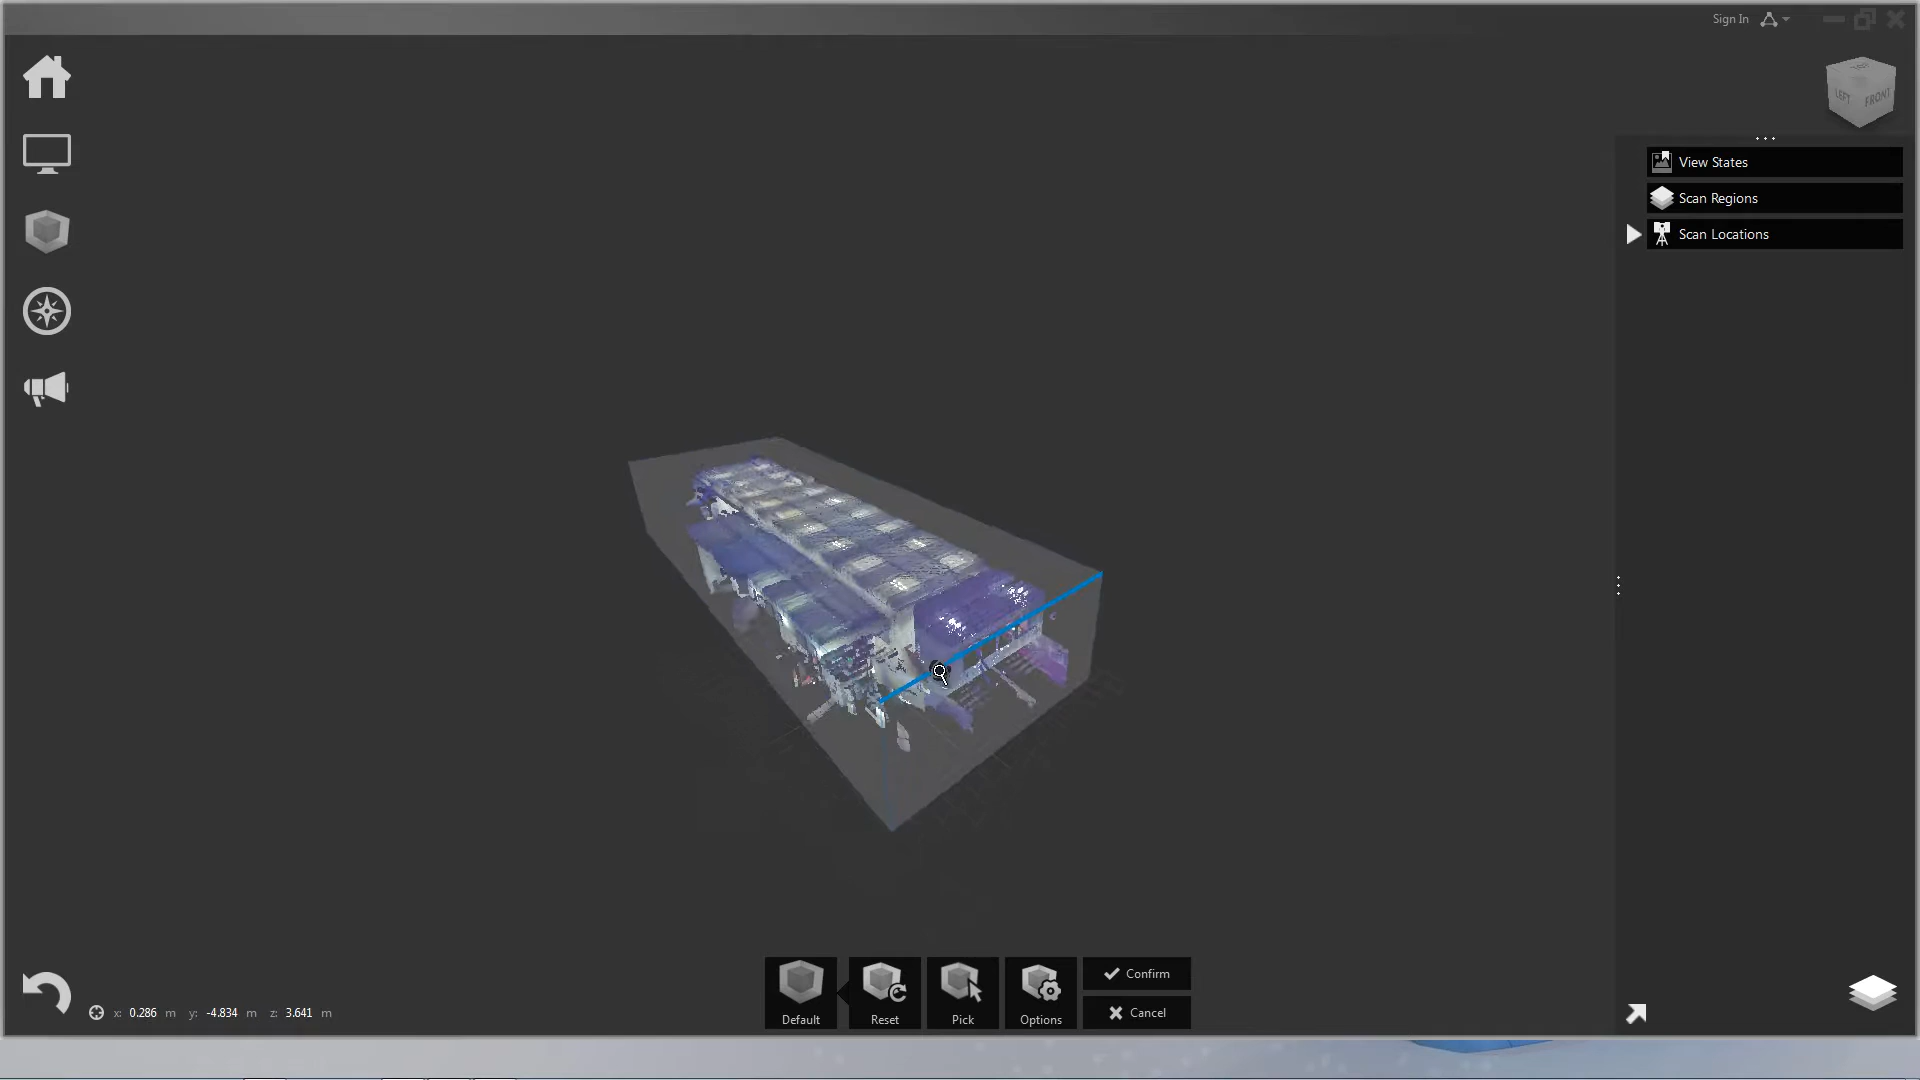 Sign In
LEFT
FRONT
View States
Scan Regions
Scan Locations
x: 0.286 m y: -4.834 m z: 3.641 m
Default
Reset
Pick
Options
Confirm
Cancel